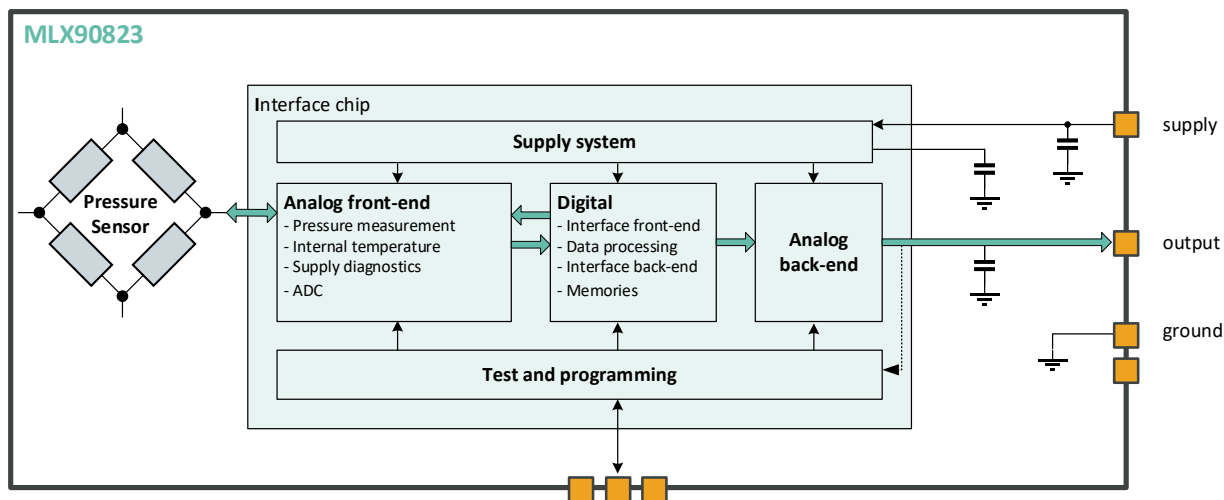 MLX90823
Interface chip
Supply system
supply
Pressure
Sensor
Analog front-end
- Pressure measurement
- Internal temperature
- Supply diagnostics
- ADC
Digital
- Interface front-end
- Data processing
- Interface back-end
- Memories
Analog
back-end
output
ground
Test and programming